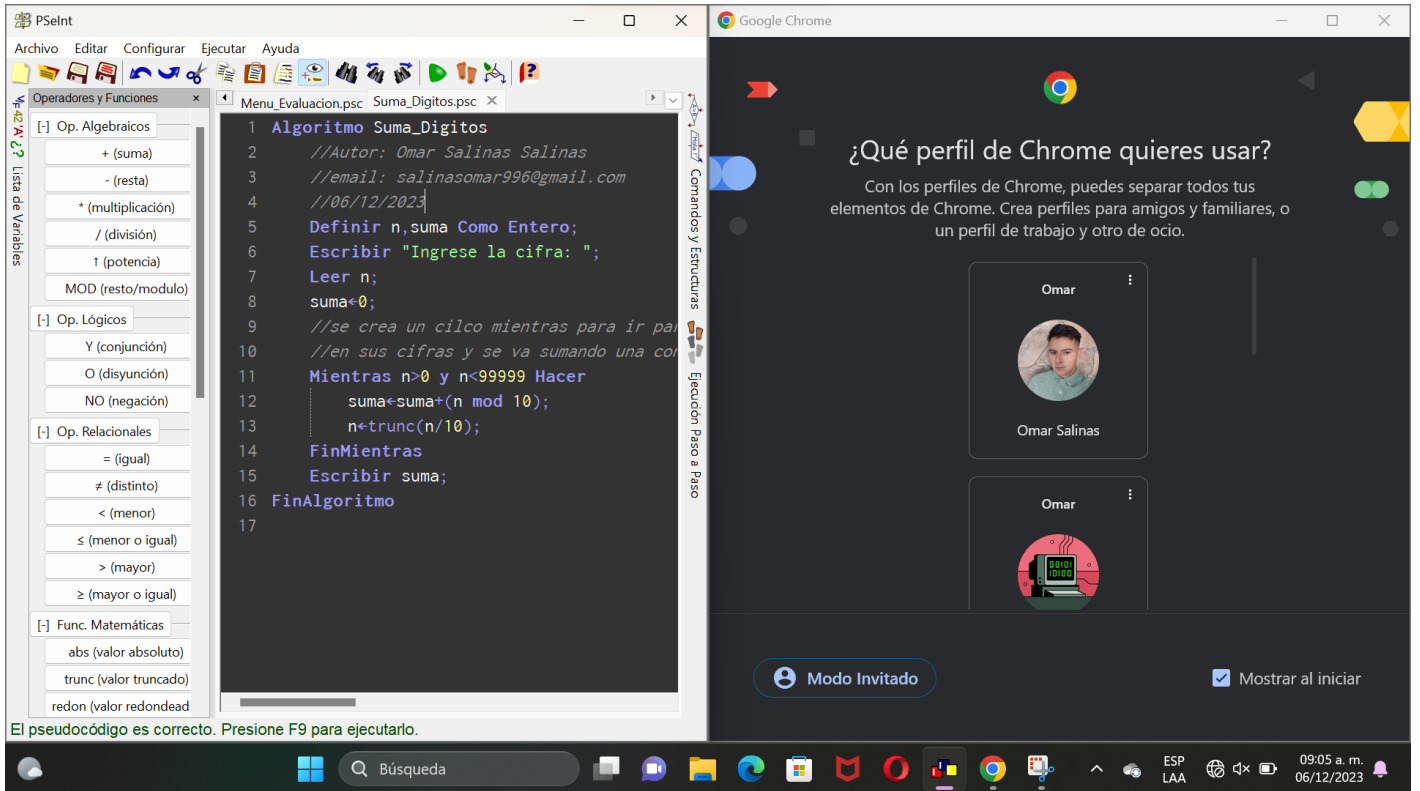 PSeInt
Archivo Editar Configurar Ejecutar Ayuda
Operadores y Funciones ×
[-] Op. Algebraicos
+ (suma)
- (resta)
* (multiplicación)
/ (división)
↑ (potencia)
MOD (resto/modulo)
[-] Op. Lógicos
Y (conjunción)
O (disyunción)
NO (negación)
[-] Op. Relacionales
= (igual)
≠ (distinto)
< (menor)
≤ (menor o igual)
> (mayor)
≥ (mayor o igual)
[-] Func. Matemáticas
abs (valor absoluto)
trunc (valor truncado)
redon (valor redondead
Lista de Variables
Menu_Evaluacion.psc Suma_Digitos.psc ×
1 Algoritmo Suma_Digitos
2 //Autor: Omar Salinas Salinas
3 //email: salinasomar996@gmail.com
4 //06/12/2023
5 Definir n,suma Como Entero;
6 Escribir "Ingrese la cifra: ";
7 Leer n;
8 suma←0;
9 //se crea un cilco mientras para ir par
10 //en sus cifras y se va sumando una con
11 Mientras n>0 y n<99999 Hacer
12 suma←suma+(n mod 10);
13 n←trunc(n/10);
14 FinMientras
15 Escribir suma;
16 FinAlgoritmo
17
Comandos y Estructuras
Ejecución Paso a Paso
El pseudocódigo es correcto. Presione F9 para ejecutarlo.
Google Chrome
¿Qué perfil de Chrome quieres usar?
Con los perfiles de Chrome, puedes separar todos tus
elementos de Chrome. Crea perfiles para amigos y familiares, o
un perfil de trabajo y otro de ocio.
Omar
Omar Salinas
Omar
00101
10100
Modo Invitado
Mostrar al iniciar
Búsqueda
ESP
LAA
09:05 a. m.
06/12/2023